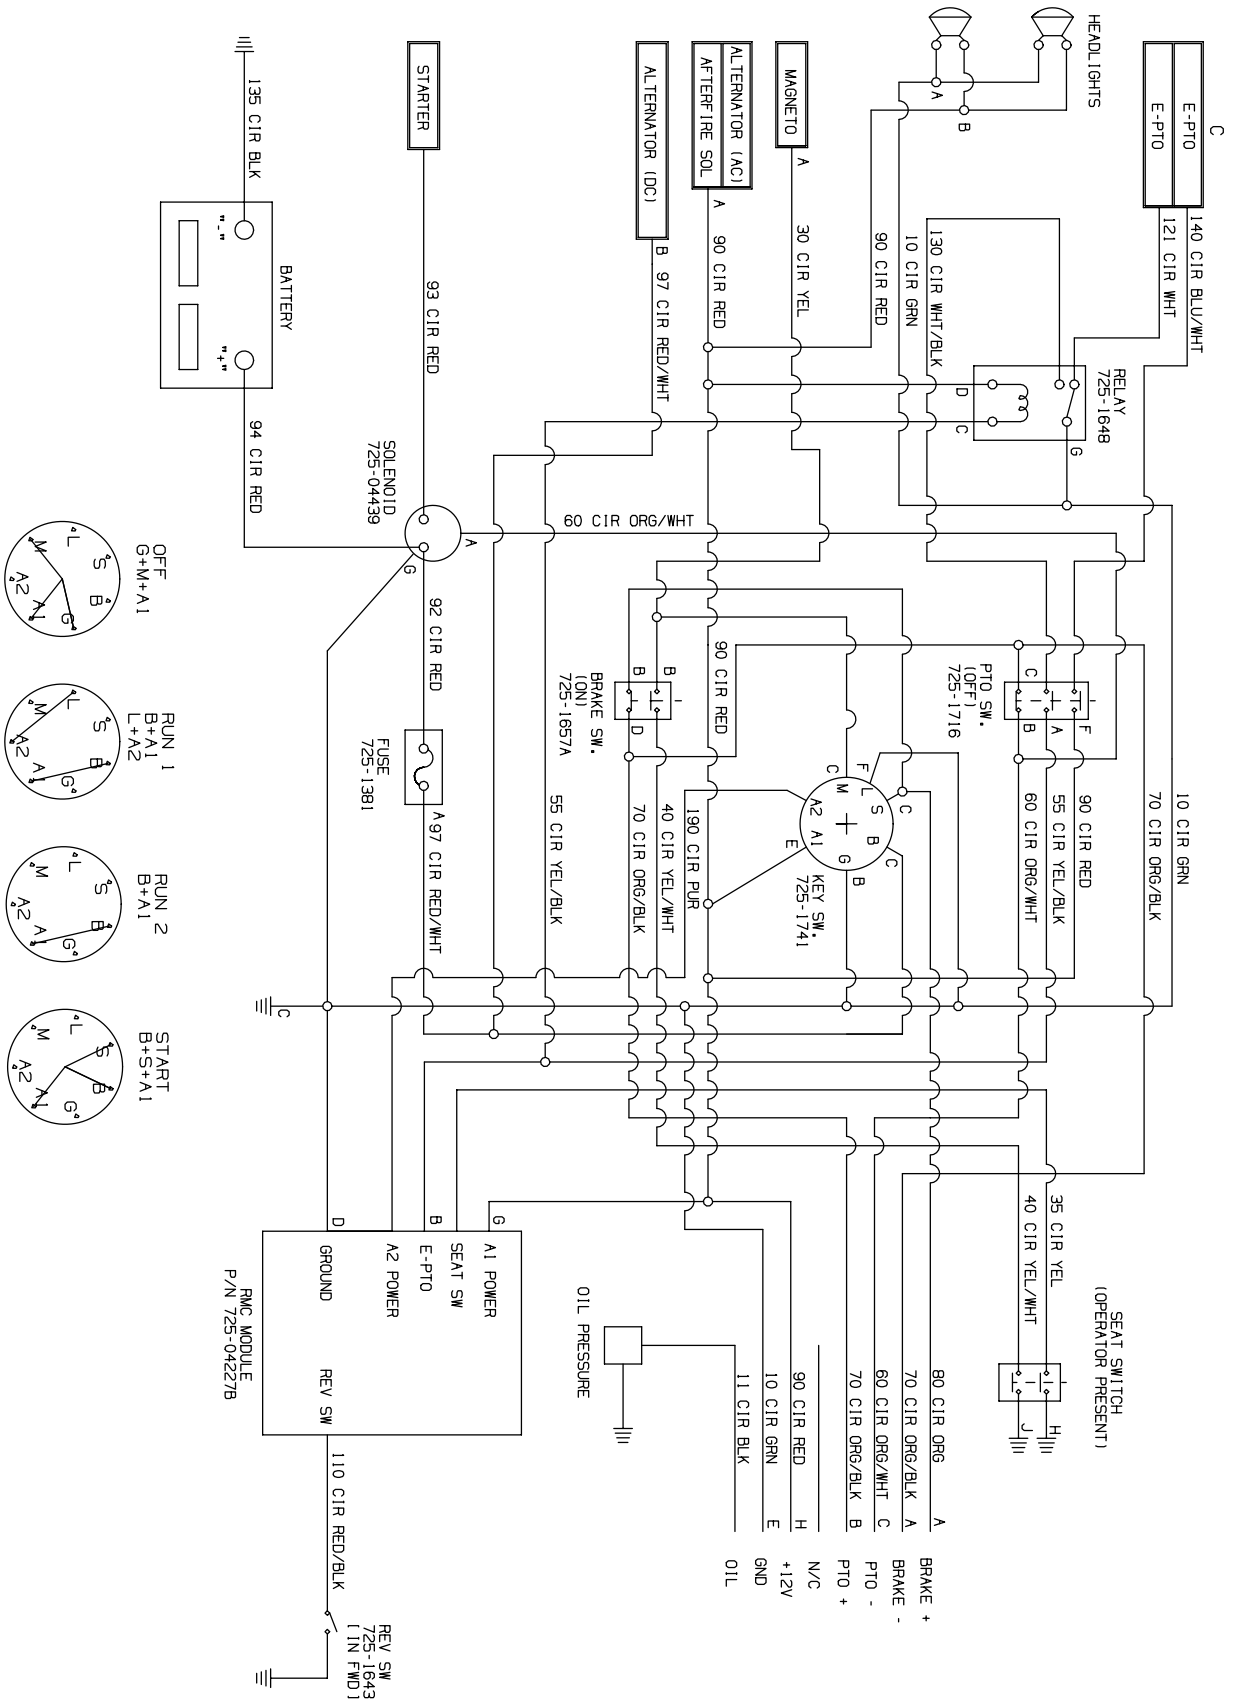 C
E-PTO
E-PTO
140 CIR BLU/WHT
121 CIR WHT
HEADLIGHTS
A
B
MAGNETO
A
30 CIR YEL
ALTERNATOR (AC)
AFTERFIRE SOL
A
90 CIR RED
ALTERNATOR (DC)
B
97 CIR RED/WHT
STARTER
93 CIR RED
135 CIR BLK
BATTERY
"-"
"+"
94 CIR RED
130 CIR WHT/BLK
10 CIR GRN
90 CIR RED
RELAY
725-1648
D
C
G
SOLENOID
725-04439
A
G
60 CIR ORG/WHT
92 CIR RED
FUSE
725-1381
A
97 CIR RED/WHT
55 CIR YEL/BLK
BRAKE SW.
(ON)
725-1657A
B
B
D
90 CIR RED
70 CIR ORG/BLK
40 CIR YEL/WHT
190 CIR PUR
PTO SW.
(OFF)
725-1716
C
F
A
B
10 CIR GRN
70 CIR ORG/BLK
90 CIR RED
55 CIR YEL/BLK
60 CIR ORG/WHT
KEY SW.
725-1741
C
F
C
C
B
E
M
L
S
B
G
A1
A2
C
OFF
G+M+A1
L
S
B
G
A1
A2
M
RUN 1
B+A1
L+A2
L
S
B
G
A1
A2
M
RUN 2
B+A1
L
S
B
G
A1
A2
M
START
B+S+A1
L
S
B
G
A1
A2
M
D
B
G
A1 POWER
SEAT SW
E-PTO
A2 POWER
GROUND
REV SW
RMC MODULE
P/N 725-04227B
110 CIR RED/BLK
REV SW
725-1643
[ IN FWD]
OIL PRESSURE
35 CIR YEL
40 CIR YEL/WHT
SEAT SWITCH
(OPERATOR PRESENT)
H
J
80 CIR ORG A BRAKE +
70 CIR ORG/BLK A BRAKE -
60 CIR ORG/WHT C PTO -
70 CIR ORG/BLK B PTO +
N/C
90 CIR RED H +12V
10 CIR GRN E GND
11 CIR BLK OIL